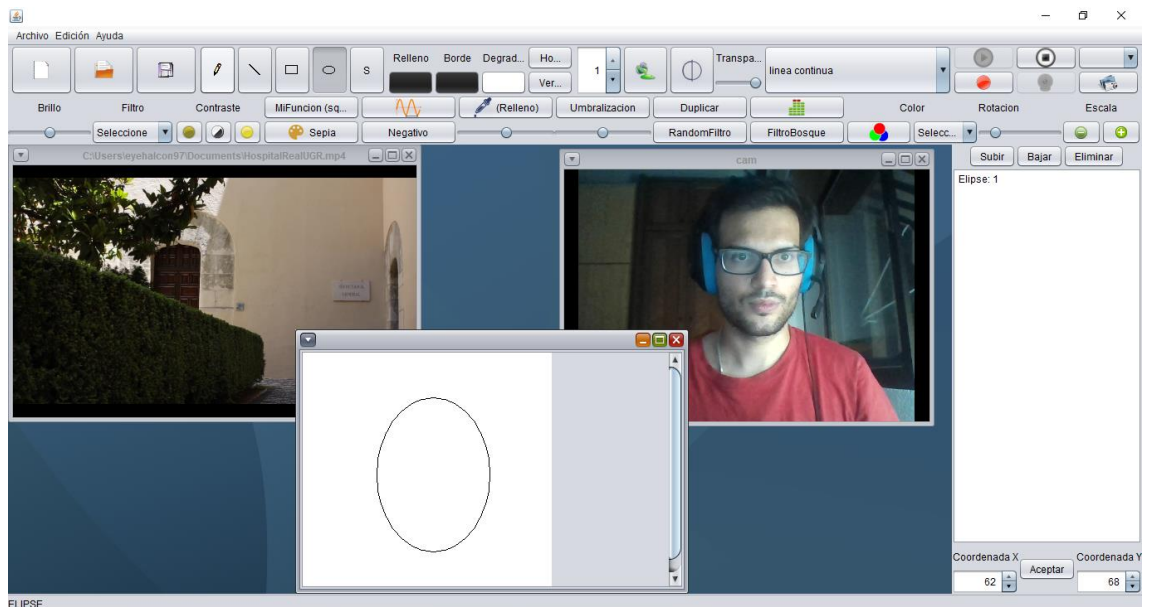 Archivo Edición Ayuda
Relleno Borde Degrad... Ho... Transpa...
S 1 linea continua
Ver...
Brillo Filtro Contraste MiFuncion (sq... (Relleno) Umbralizacion Duplicar Color Rotacion Escala
Seleccione Sepia Negativo RandomFiltro FiltroBosque Selecc...
C:\Users\eyehalcon97\Documents\HospitalRealUGR.mp4 cam Subir Bajar Eliminar
Elipse: 1
Coordenada X Coordenada Y
Aceptar
62 68
ELIPSE